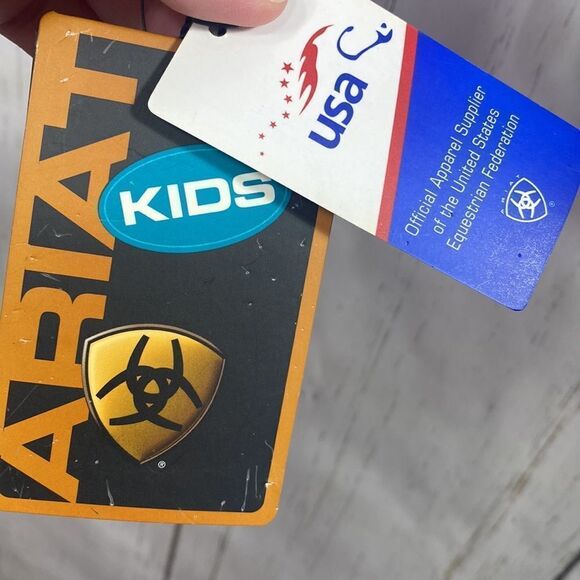 ARIAT
KIDS
®
usa
Official Apparel Supplier
of the United States
Equestrian Federation
®